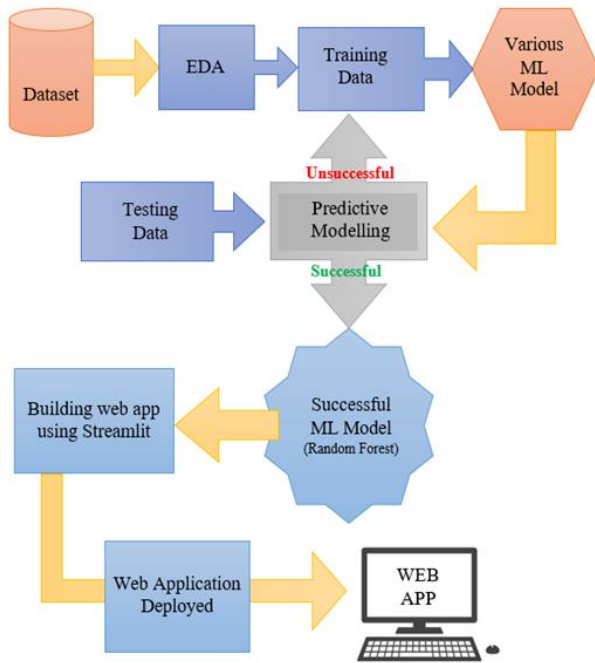 Dataset
EDA
Training
Data
Various
ML
Model
Unsuccessful
Testing
Data
Predictive
Modelling
Successful
Building web app
using Streamlit
Successful
ML Model
(Random Forest)
Web Application
Deployed
WEB
APP